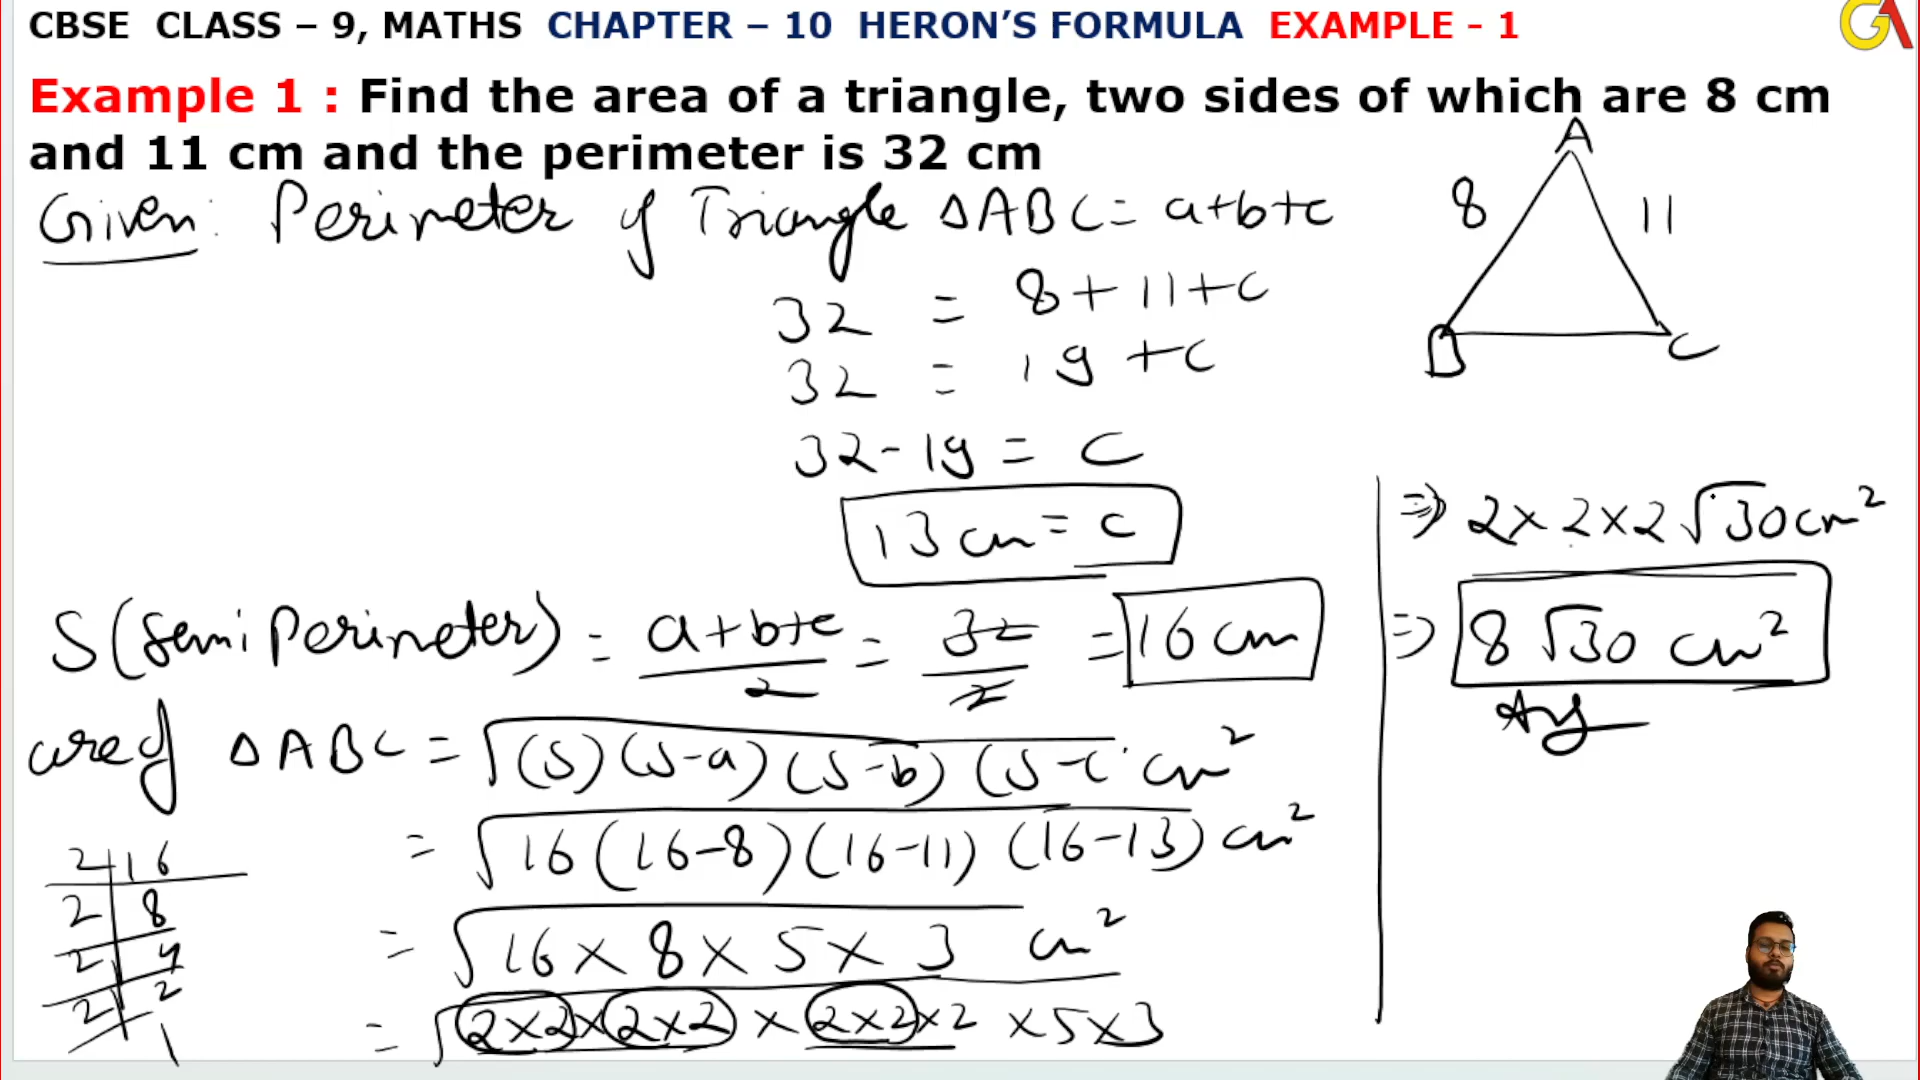 CBSE CLASS – 9, MATHS CHAPTER – 10 HERON'S FORMULA EXAMPLE - 1
GA
Example 1 : Find the area of a triangle, two sides of which are 8 cm
and 11 cm and the perimeter is 32 cm
Given: Perimeter of Triangle ΔABC = a+b+c
32 = 8+11+c
32 = 19+c
32-19 = c
13 cm = c
S(Semi Perimeter) = a+b+c/2 = 32/2 = 16 cm
area of ΔABC = √(S)(S-a)(S-b)(S-c cm²
= √16(16-8)(16-11)(16-13) cm²
= √16×8×5×3 cm²
= √2×2×2×2×2×2×2×5×3
2 16
2 8
2 4
2 2
1
A
8 11
B C
⇒ 2×2×2√30 cm²
⇒ 8√30 cm²
Ans